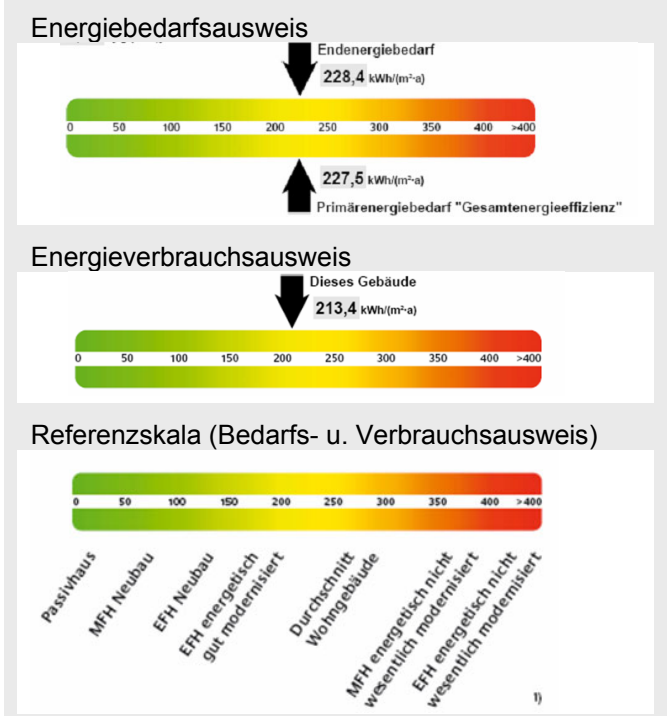 Energiebedarfsausweis
Endenergiebedarf
228,4 kWh/(m²·a)
0 50 100 150 200 250 300 350 400 >400
227,5 kWh/(m²·a)
Primärenergiebedarf "Gesamtenergieeffizienz"
Energieverbrauchsausweis
Dieses Gebäude
213,4 kWh/(m²·a)
0 50 100 150 200 250 300 350 400 >400
Referenzskala (Bedarfs- u. Verbrauchsausweis)
0 50 100 150 200 250 300 350 400 >400
Passivhaus
MFH Neubau
EFH Neubau
EFH energetisch
gut modernisiert
Durchschnitt
Wohngebäude
MFH energetisch nicht
wesentlich modernisiert
EFH energetisch nicht
wesentlich modernisiert
1)